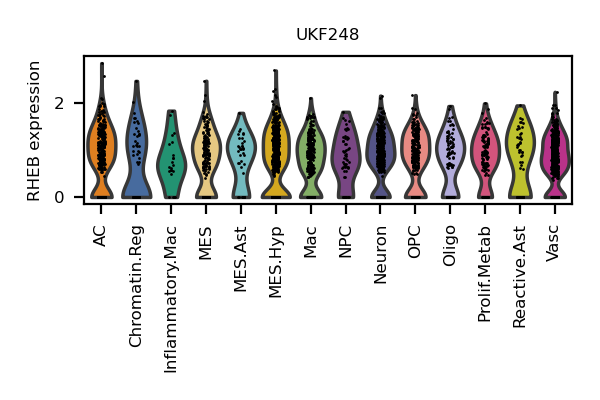 UKF248
RHEB expression
2
0
AC
Chromatin.Reg
Inflammatory.Mac
MES
MES.Ast
MES.Hyp
Mac
NPC
Neuron
OPC
Oligo
Prolif.Metab
Reactive.Ast
Vasc